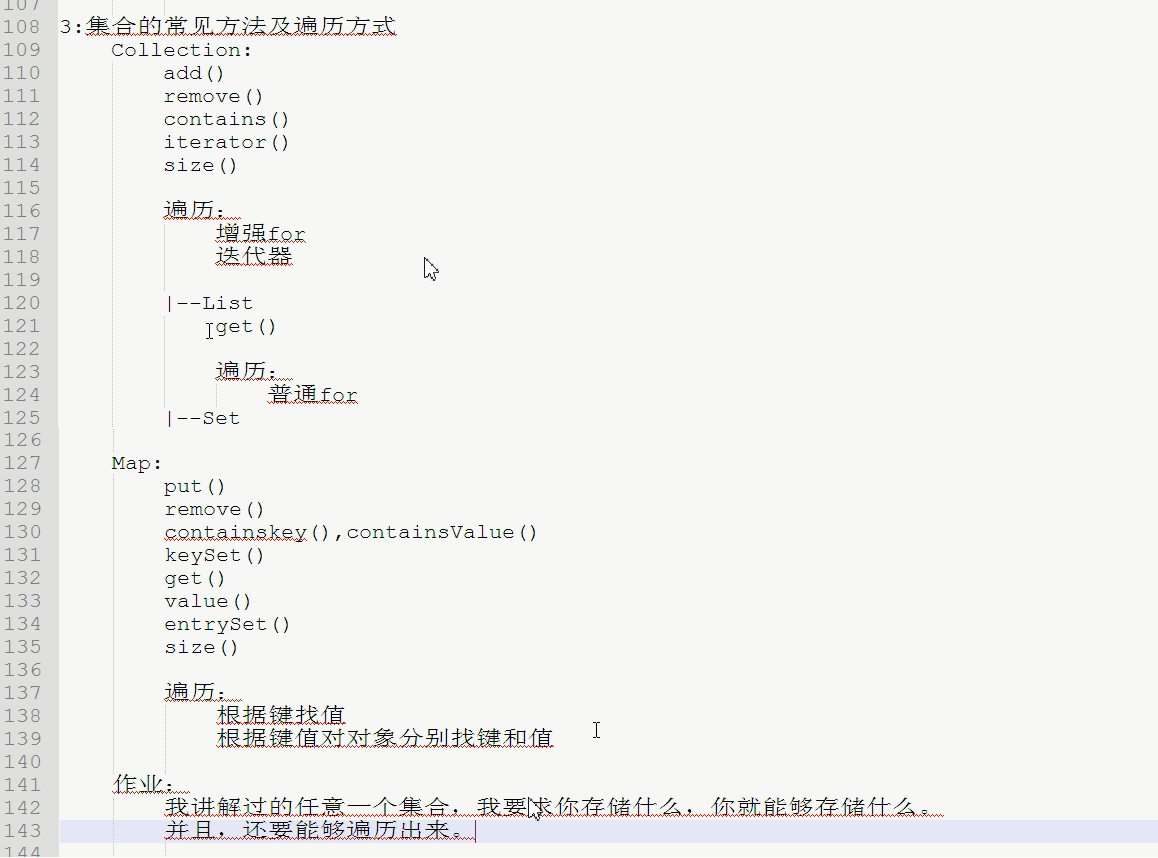 107
108 3:集合的常见方法及遍历方式
109 Collection:
110 add()
111 remove()
112 contains()
113 iterator()
114 size()
115
116 遍历：
117 增强for
118 迭代器
119
120 |--List
121 get()
122
123 遍历：
124 普通for
125 |--Set
126
127 Map:
128 put()
129 remove()
130 containskey(),containsValue()
131 keySet()
132 get()
133 value()
134 entrySet()
135 size()
136
137 遍历：
138 根据键找值
139 根据键值对对象分别找键和值
140
141 作业：
142 我讲解过的任意一个集合，我要求你存储什么，你就能够存储什么。
143 并且，还要能够遍历出来。
144